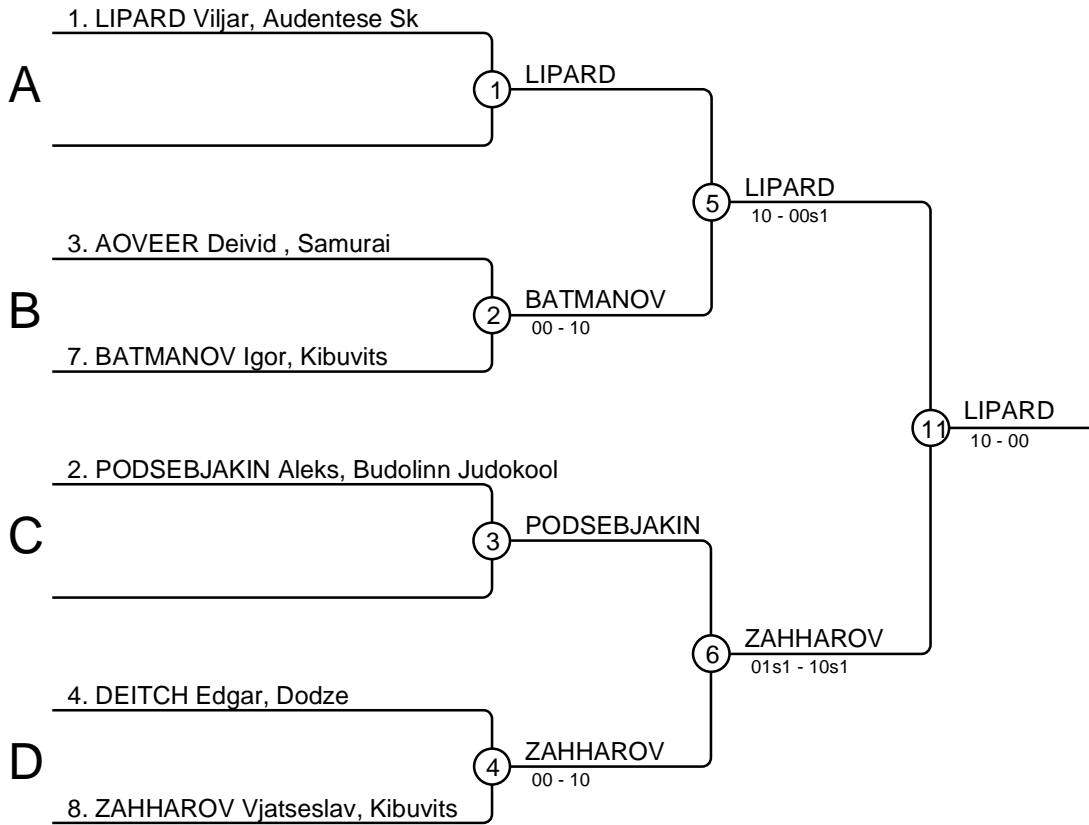 1. LIPARD Viljar, Audentese Sk
A
1
LIPARD
5
LIPARD
10 - 00s1
3. AOVEER Deivid , Samurai
B
2
BATMANOV
00 - 10
7. BATMANOV Igor, Kibuvits
11
LIPARD
10 - 00
2. PODSEBJAKIN Aleks, Budolinn Judokool
C
3
PODSEBJAKIN
6
ZAHHAROV
01s1 - 10s1
4. DEITCH Edgar, Dodze
D
4
ZAHHAROV
00 - 10
8. ZAHHAROV Vjatseslav, Kibuvits